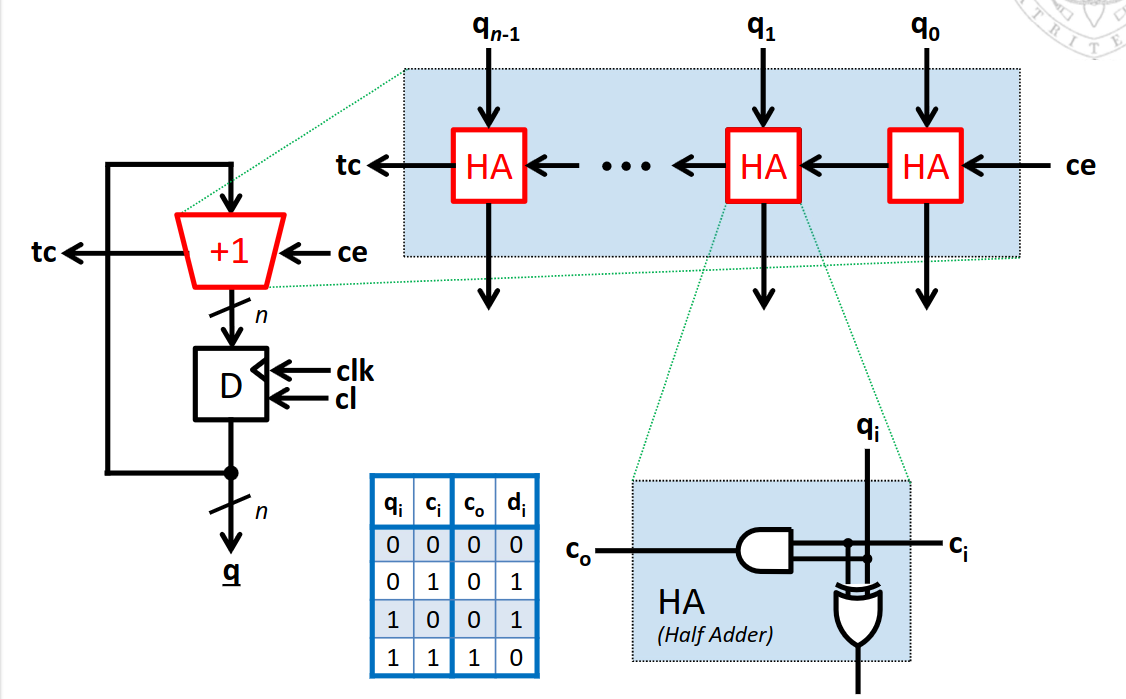 q n-1 q1 q0
tc HA HA HA ce
tc +1 ce
n
D clk
cl
n
q
qi ci co di
0 0 0 0
0 1 0 1
1 0 0 1
1 1 1 0
qi
co ci
HA
(Half Adder)
T R I T E